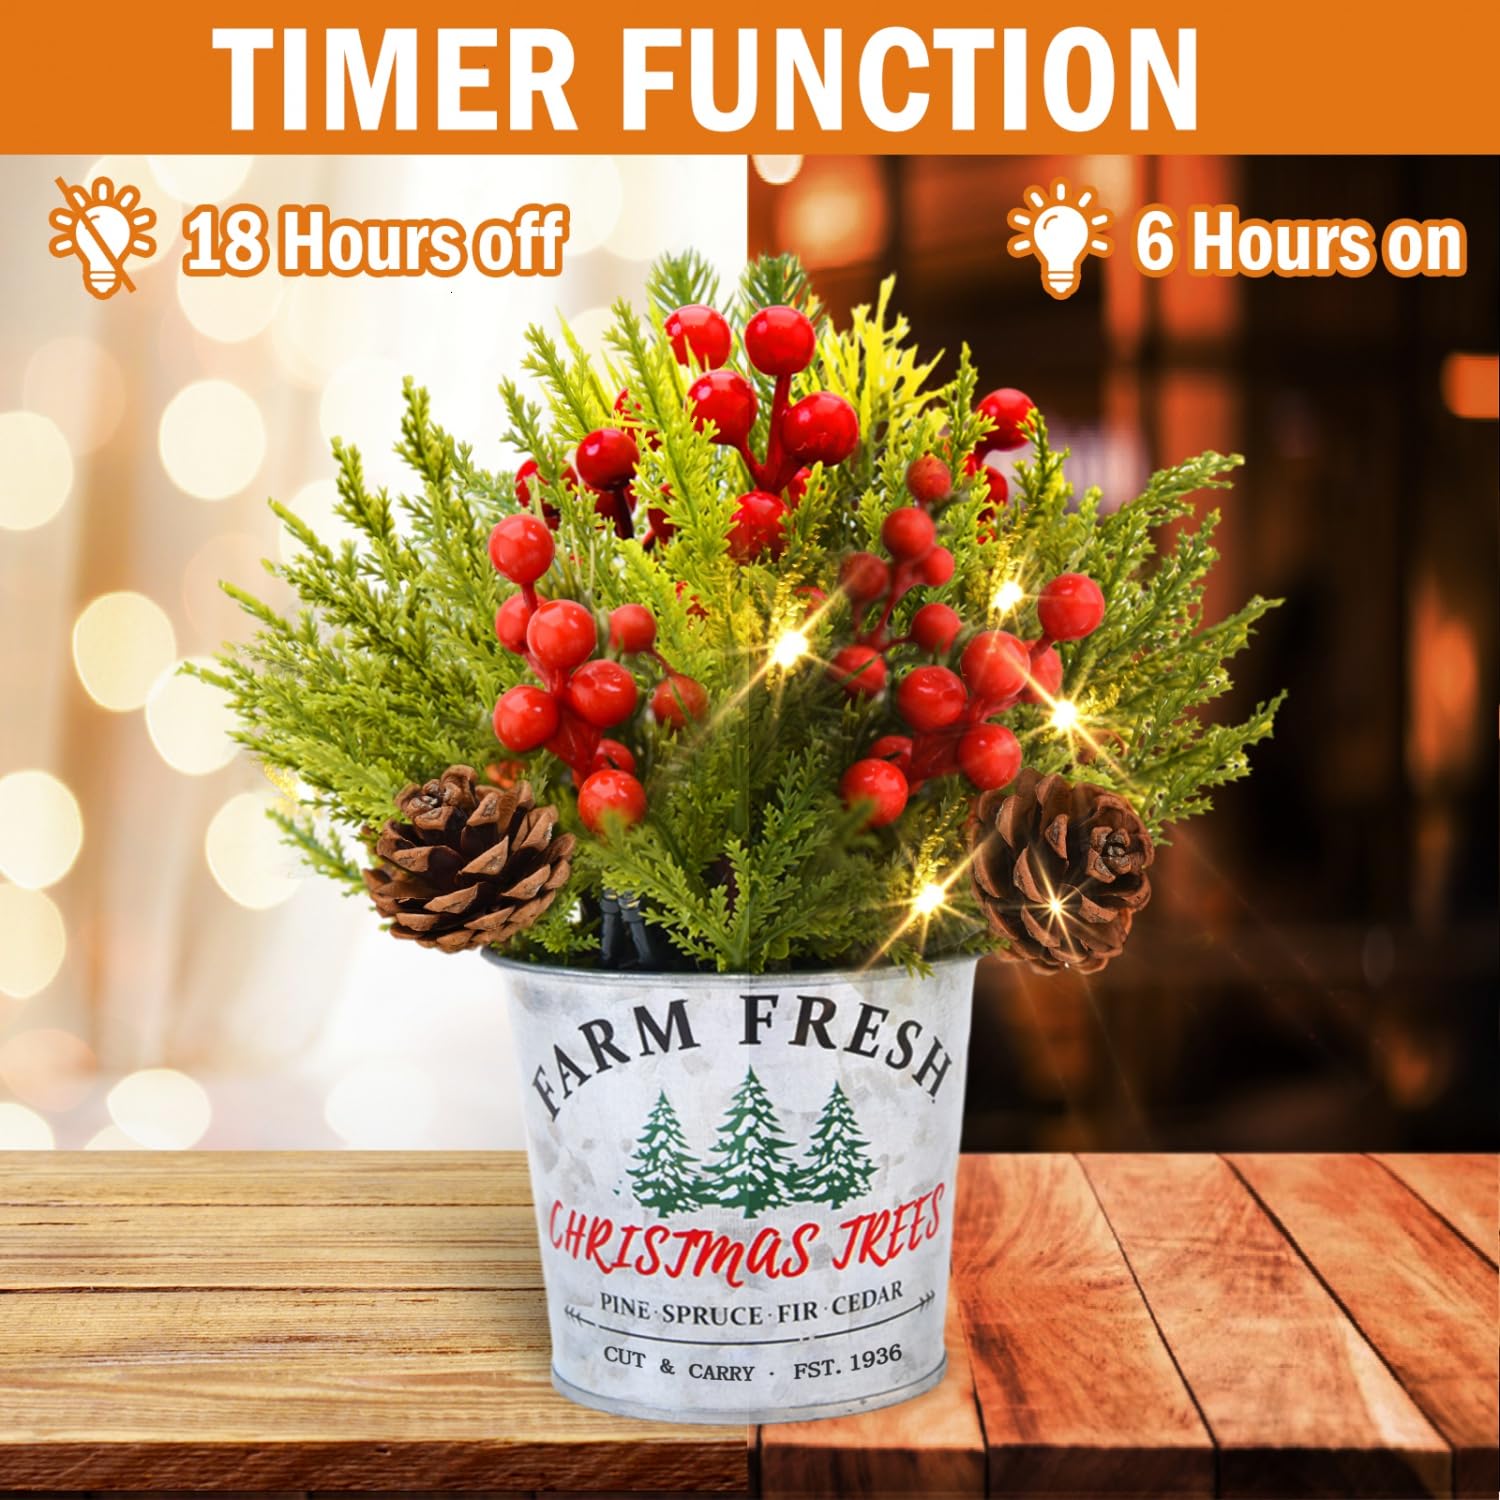 TIMER FUNCTION
18 Hours off
6 Hours on
FARM FRESH
CHRISTMAS TREES
PINE·SPRUCE·FIR·CEDAR
CUT & CARRY · FST. 1936